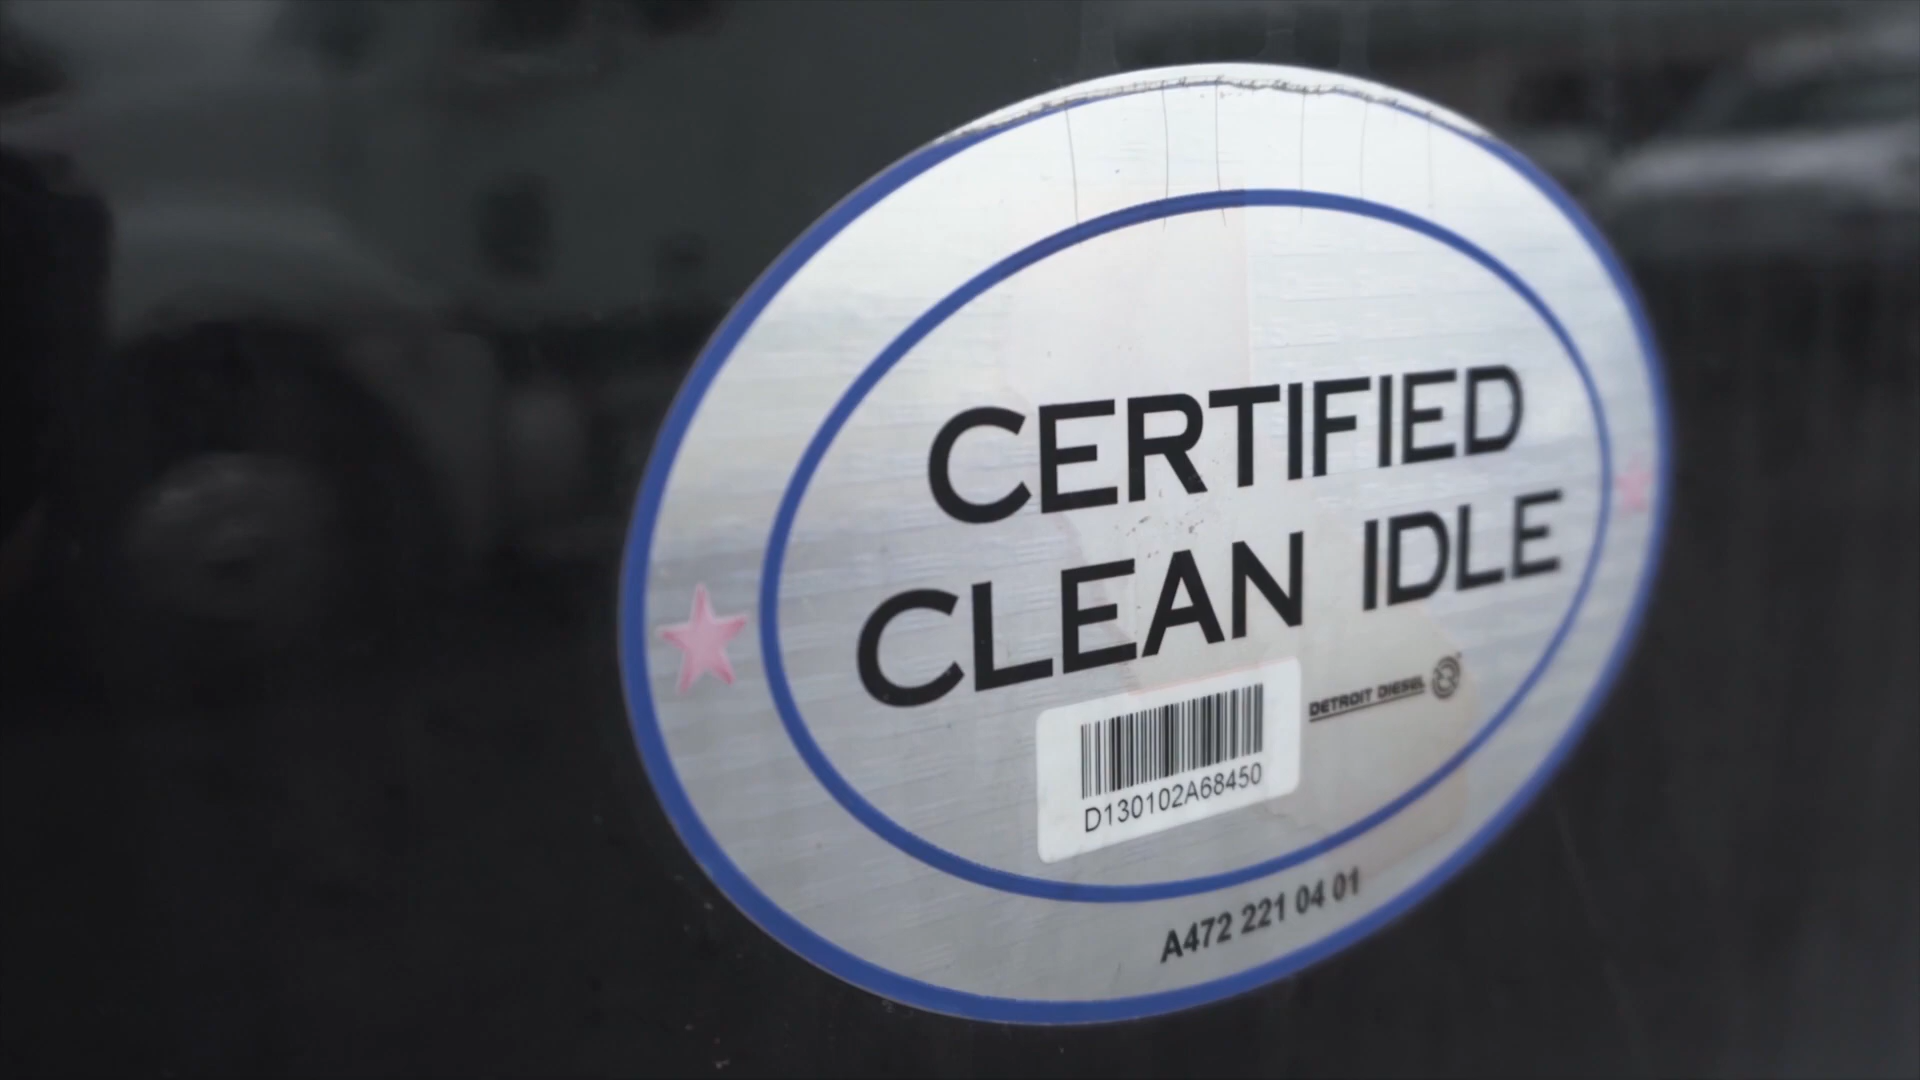 CERTIFIED
CLEAN IDLE
DETROIT DIESEL
D130102A68450
A472 221 04 01